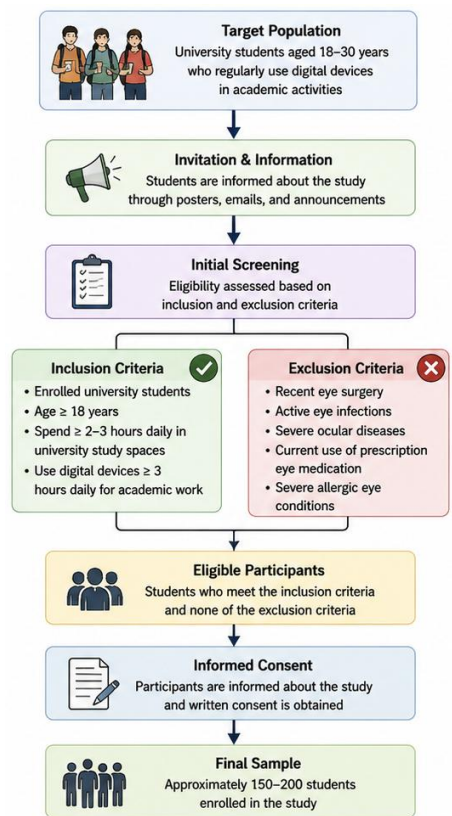 Target Population
University students aged 18–30 years
who regularly use digital devices
in academic activities
Invitation & Information
Students are informed about the study
through posters, emails, and announcements
Initial Screening
Eligibility assessed based on
inclusion and exclusion criteria
Inclusion Criteria
• Enrolled university students
• Age ≥ 18 years
• Spend ≥ 2–3 hours daily in
university study spaces
• Use digital devices ≥ 3
hours daily for academic work
Exclusion Criteria
• Recent eye surgery
• Active eye infections
• Severe ocular diseases
• Current use of prescription
eye medication
• Severe allergic eye
conditions
Eligible Participants
Students who meet the inclusion criteria
and none of the exclusion criteria
Informed Consent
Participants are informed about the study
and written consent is obtained
Final Sample
Approximately 150–200 students
enrolled in the study